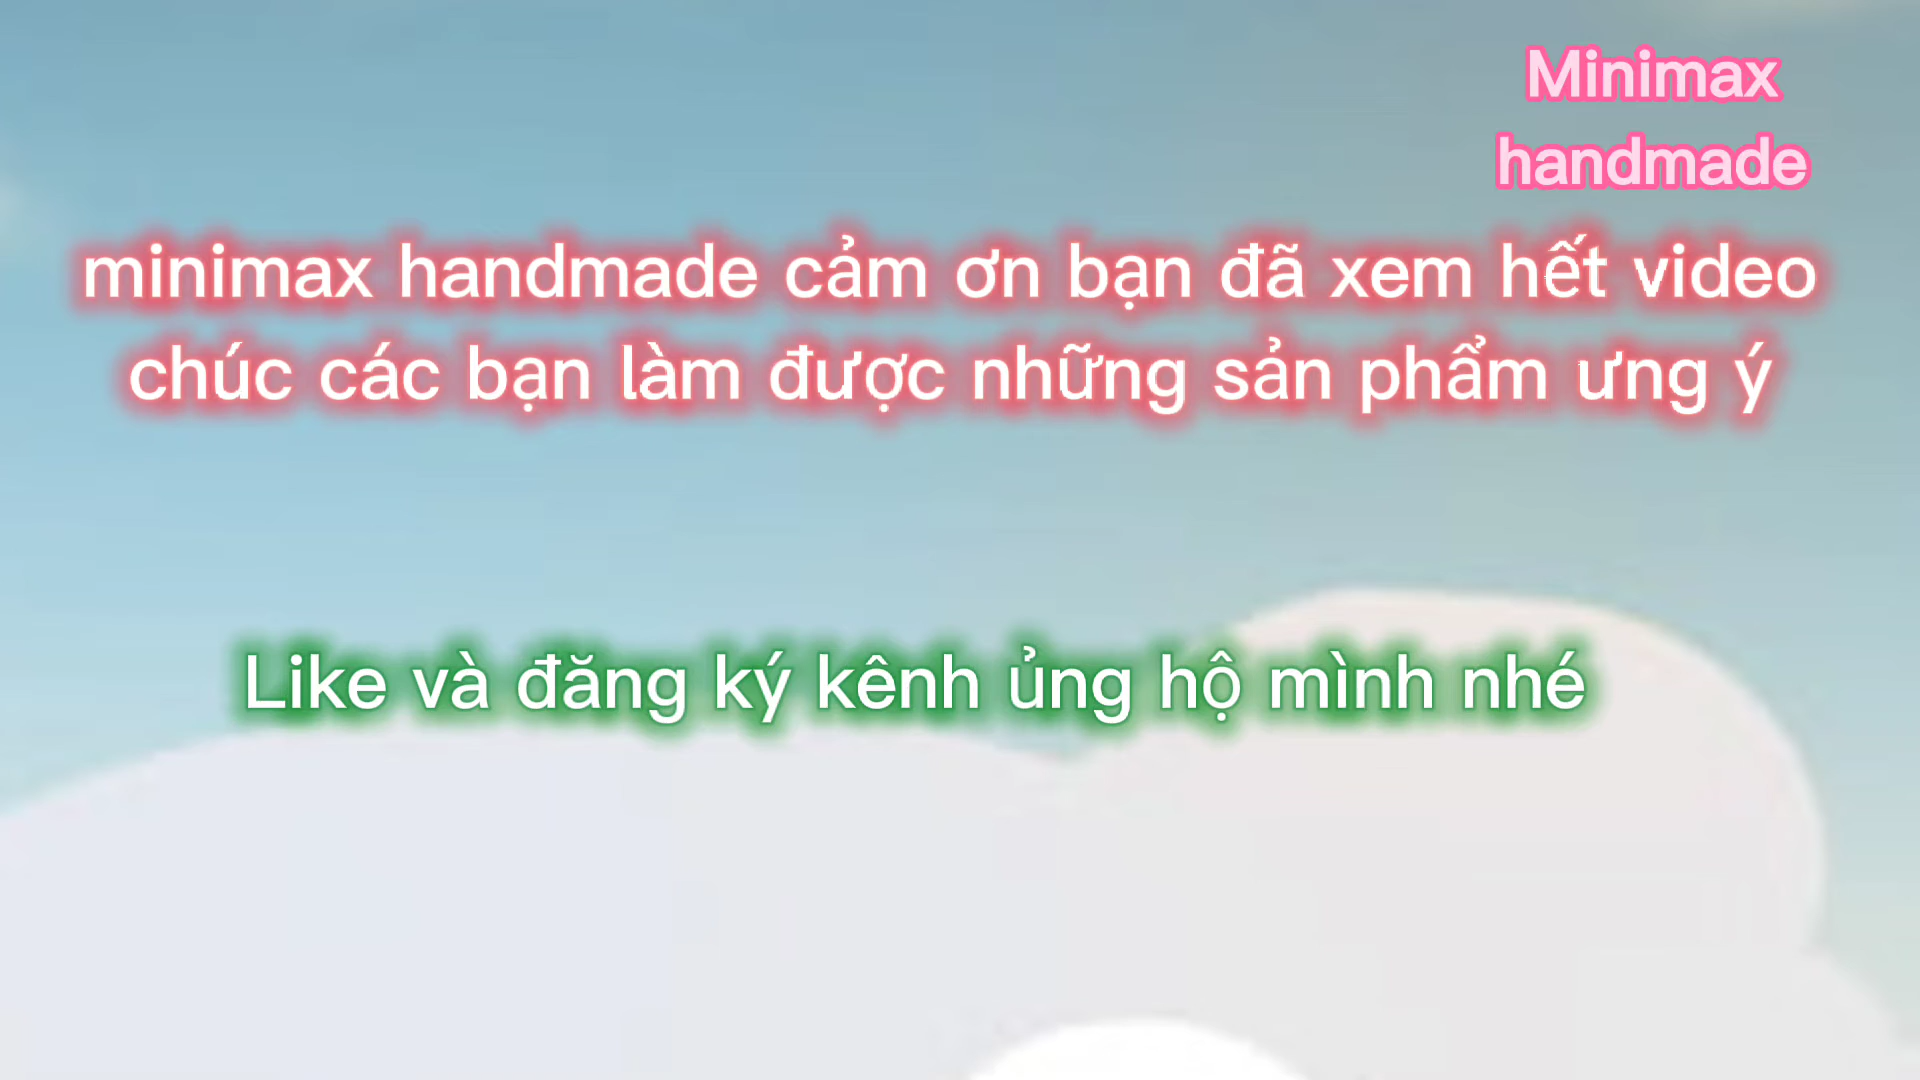 Minimax
handmade
minimax handmade cảm ơn bạn đã xem hết video
chúc các bạn làm được những sản phẩm ưng ý
Like và đăng ký kênh ủng hộ mình nhé